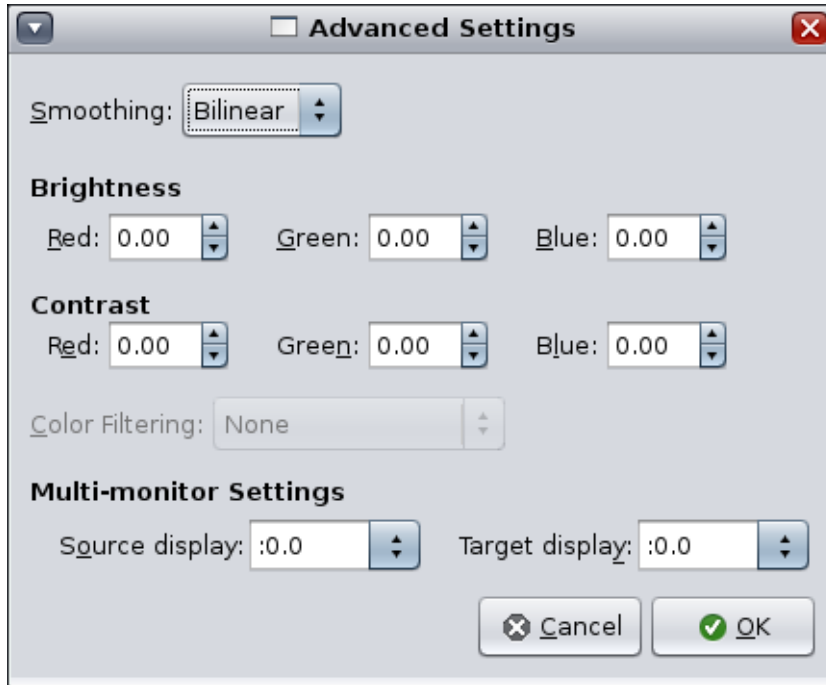 Advanced Settings
Smoothing: Bilinear
Brightness
Red: 0.00 Green: 0.00 Blue: 0.00
Contrast
Red: 0.00 Green: 0.00 Blue: 0.00
Color Filtering: None
Multi-monitor Settings
Source display: :0.0 Target display: :0.0
Cancel OK